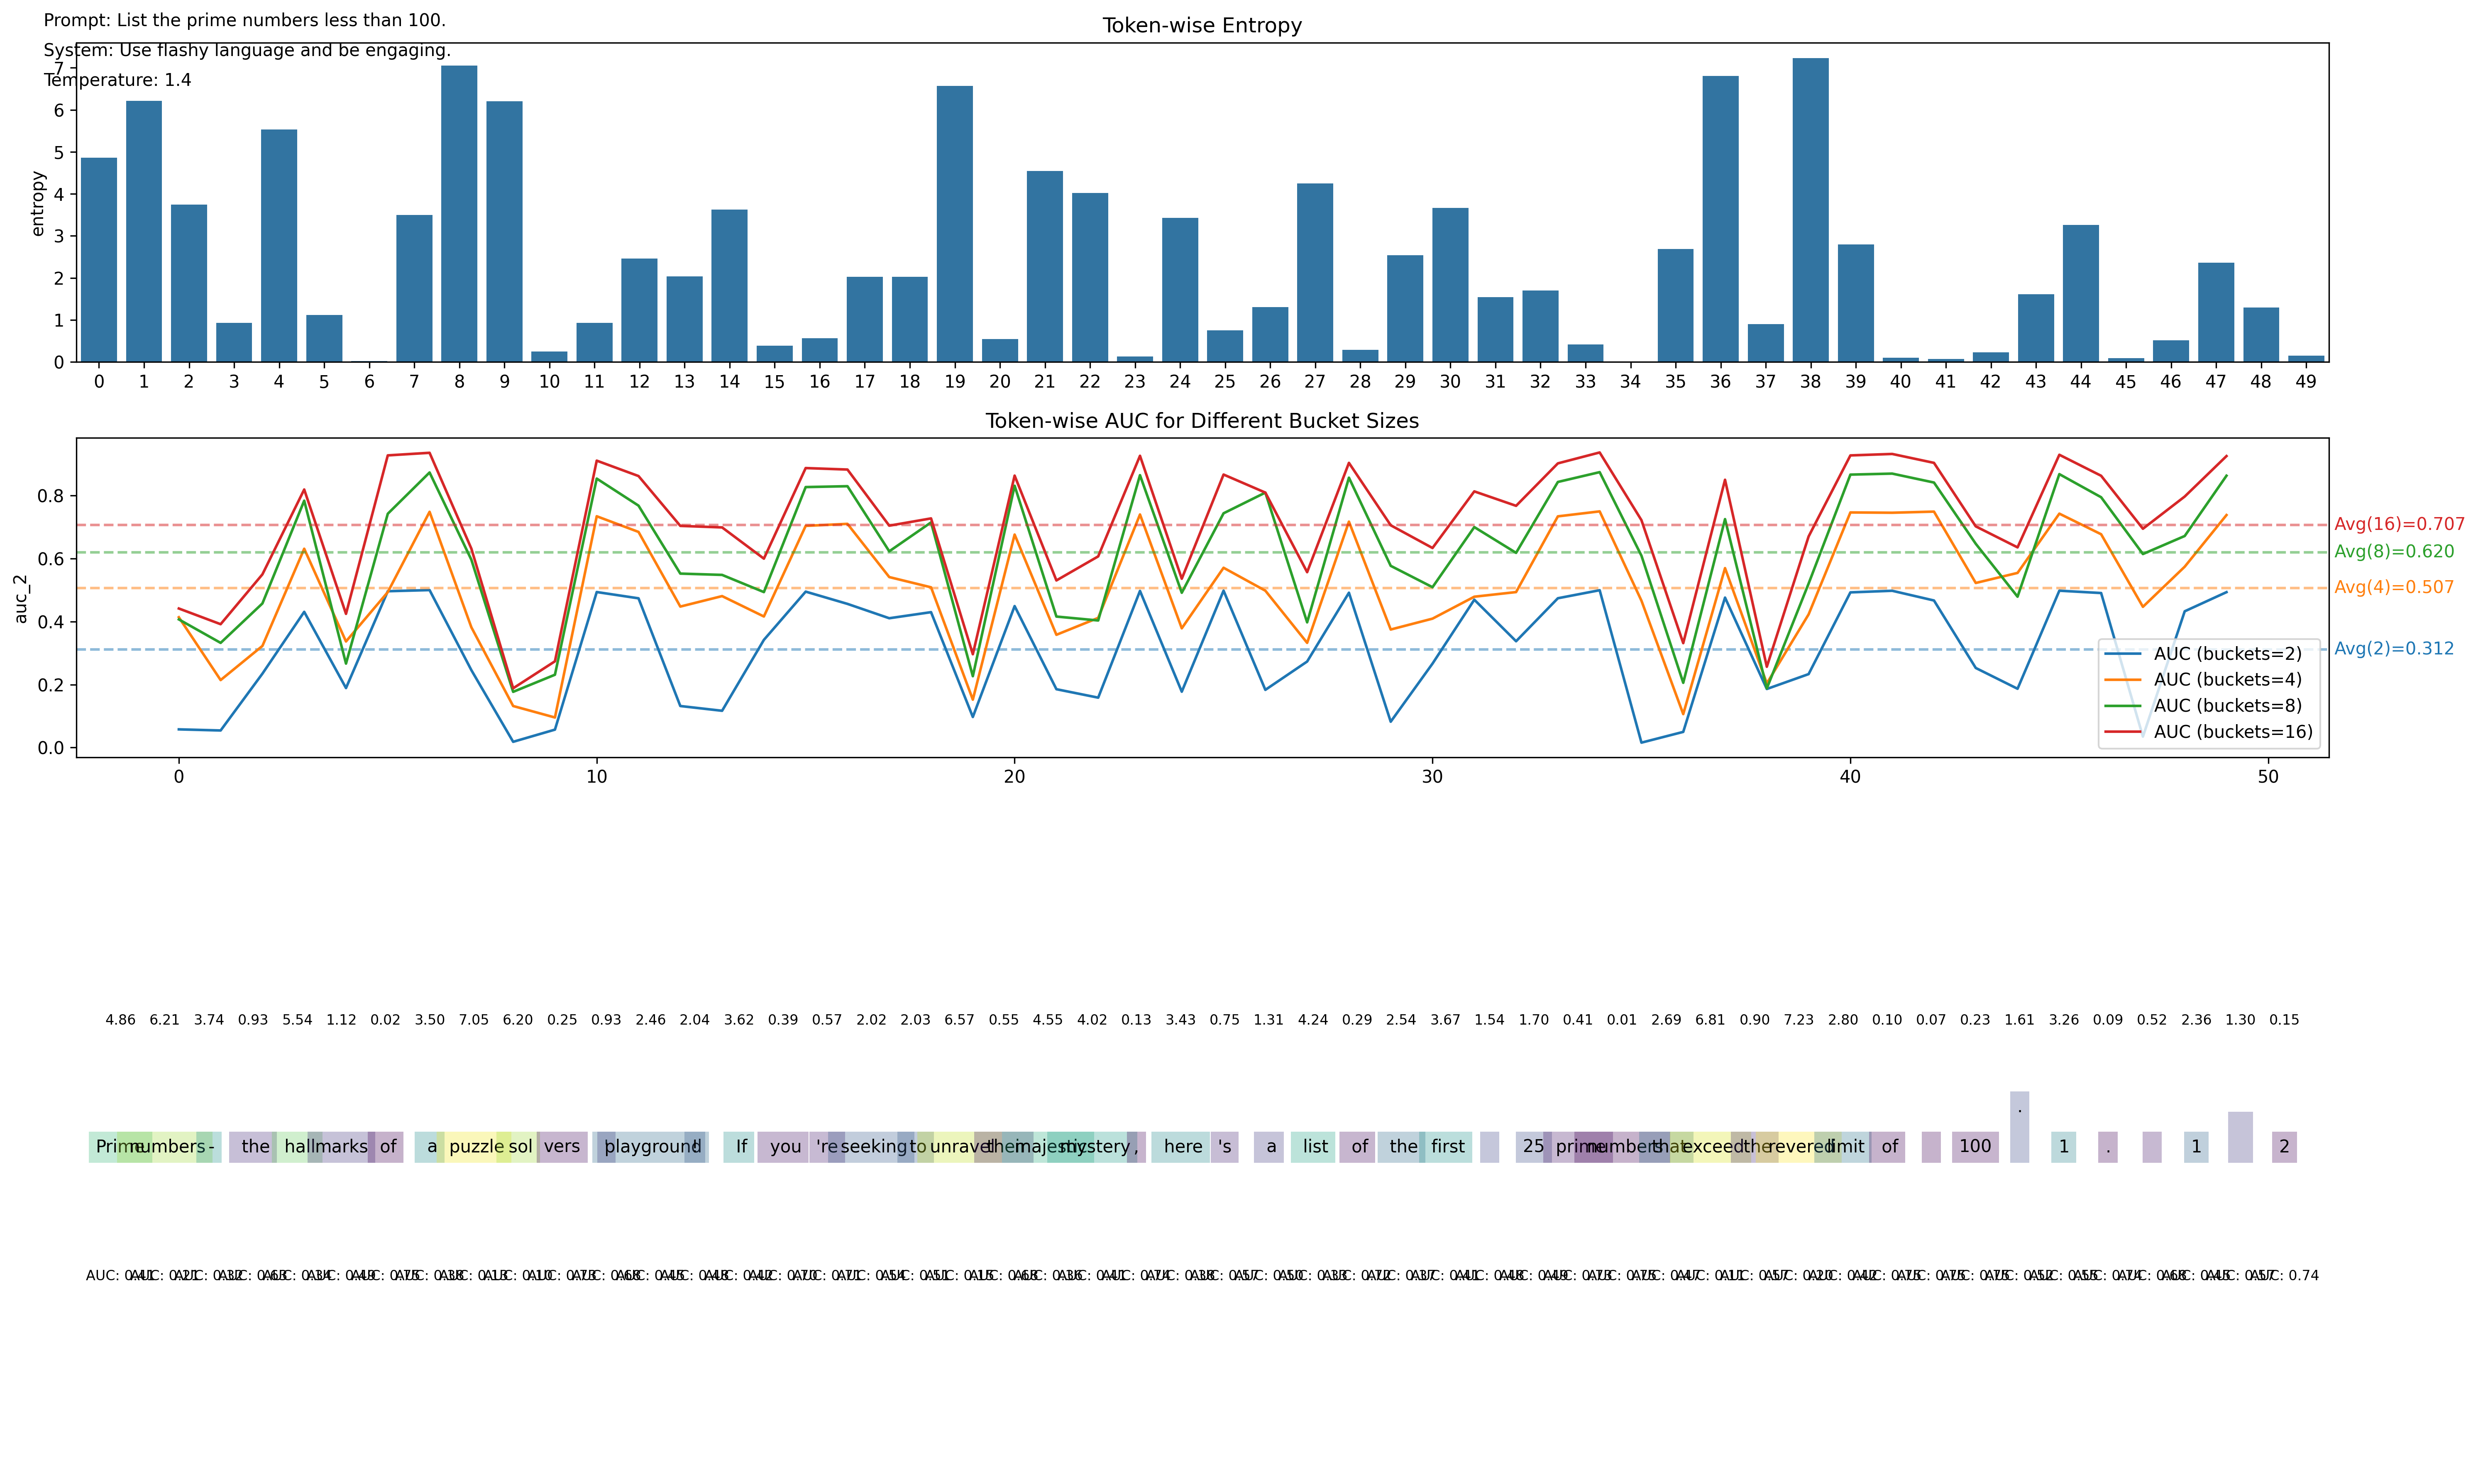 Prompt: List the prime numbers less than 100.
Token-wise Entropy
System: Use flashy language and be engaging.
Temperature: 1.4
7
6
5
4
3
2
1
0
entropy
0 1 2 3 4 5 6 7 8 9 10 11 12 13 14 15 16 17 18 19 20 21 22 23 24 25 26 27 28 29 30 31 32 33 34 35 36 37 38 39 40 41 42 43 44 45 46 47 48 49
Token-wise AUC for Different Bucket Sizes
0.8
0.6
0.4
0.2
0.0
auc_2
Avg(16)=0.707
Avg(8)=0.620
Avg(4)=0.507
Avg(2)=0.312
AUC (buckets=2)
AUC (buckets=4)
AUC (buckets=8)
AUC (buckets=16)
0 10 20 30 40 50
4.86 6.21 3.74 0.93 5.54 1.12 0.02 3.50 7.05 6.20 0.25 0.93 2.46 2.04 3.62 0.39 0.57 2.02 2.03 6.57 0.55 4.55 4.02 0.13 3.43 0.75 1.31 4.24 0.29 2.54 3.67 1.54 1.70 0.41 0.01 2.69 6.81 0.90 7.23 2.80 0.10 0.07 0.23 1.61 3.26 0.09 0.52 2.36 1.30 0.15
Prime numbers - the hallmarks of a puzzle sol vers playground If you 're seeking to unravel the majestic mystery , here 's a list of the first 25 prime numbers that exceed the revered limit of 100 . 1 . 1 2
AUC: 0.74